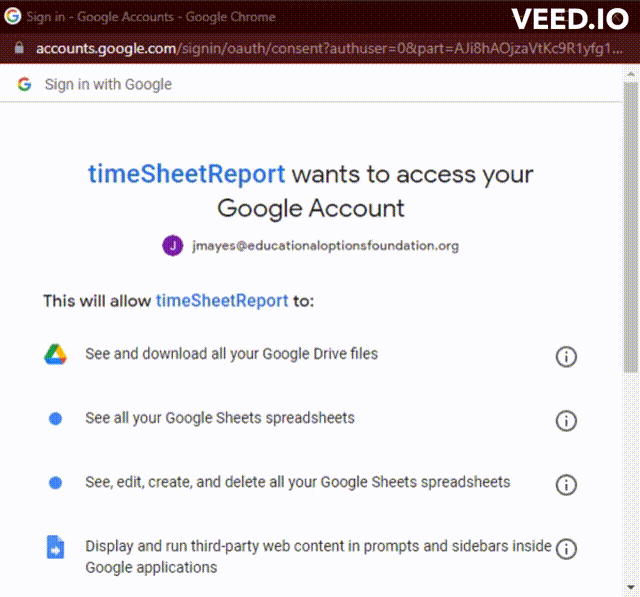 Sign in - Google Accounts - Google Chrome
VEED.IO
accounts.google.com/signin/oauth/consent?authuser=0&part=AJi8hAOjzaVtKc9R1yfg1...
Sign in with Google
timeSheetReport wants to access your
Google Account
J
jmayes@educationaloptionsfoundation.org
This will allow timeSheetReport to:
See and download all your Google Drive files
See all your Google Sheets spreadsheets
See, edit, create, and delete all your Google Sheets spreadsheets
Display and run third-party web content in prompts and sidebars inside
Google applications